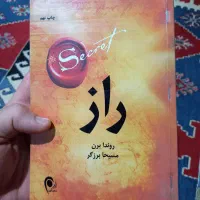 چاپ نهم
Secret
راز
روندا برن
مسیحا برزگر